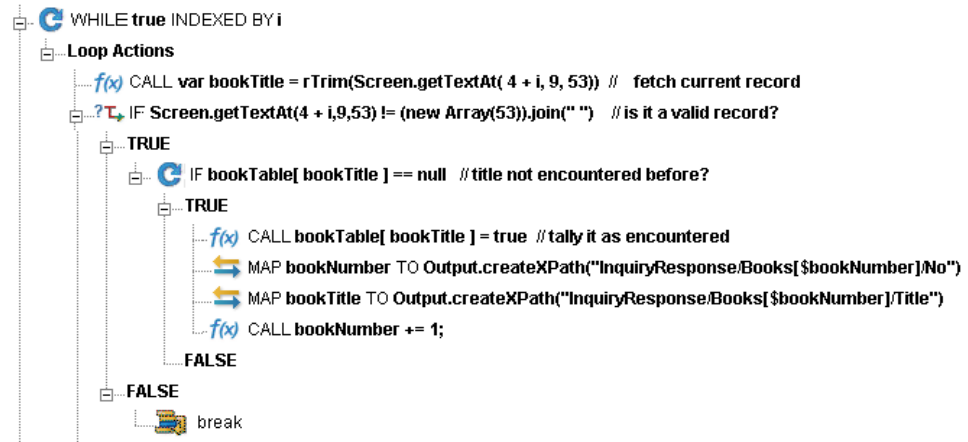 WHILE true INDEXED BY i
Loop Actions
f(x) CALL var bookTitle = rTrim(Screen.getTextAt( 4 + i, 9, 53)) // fetch current record
?T IF Screen.getTextAt(4 + i,9,53) != (new Array(53)).join(" ") // is it a valid record?
TRUE
IF bookTable[ bookTitle ] == null // title not encountered before?
TRUE
f(x) CALL bookTable[ bookTitle ] = true // tally it as encountered
MAP bookNumber TO Output.createXPath("InquiryResponse/Books[$bookNumber]/No")
MAP bookTitle TO Output.createXPath("InquiryResponse/Books[$bookNumber]/Title")
f(x) CALL bookNumber += 1;
FALSE
FALSE
break